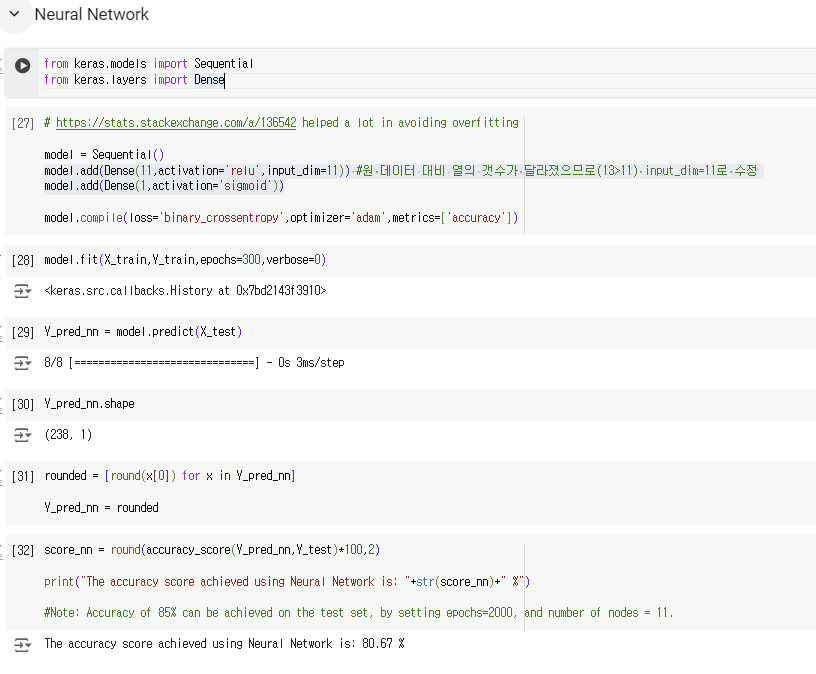 Neural Network
from keras.models import Sequential
from keras.layers import Dense
[27] # https://stats.stackexchange.com/a/136542 helped a lot in avoiding overfitting
model = Sequential()
model.add(Dense(11,activation='relu',input_dim=11)) #원 데이터 대비 열의 갯수가 달라졌으므로(13>11) input_dim=11로 수정
model.add(Dense(1,activation='sigmoid'))
model.compile(loss='binary_crossentropy',optimizer='adam',metrics=['accuracy'])
[28] model.fit(X_train,Y_train,epochs=300,verbose=0)
<keras.src.callbacks.History at 0x7bd2143f3910>
[29] Y_pred_nn = model.predict(X_test)
8/8 [==============================] - 0s 3ms/step
[30] Y_pred_nn.shape
(238, 1)
[31] rounded = [round(x[0]) for x in Y_pred_nn]
Y_pred_nn = rounded
[32] score_nn = round(accuracy_score(Y_pred_nn,Y_test)*100,2)
print("The accuracy score achieved using Neural Network is: "+str(score_nn)+" %")
#Note: Accuracy of 85% can be achieved on the test set, by setting epochs=2000, and number of nodes = 11.
The accuracy score achieved using Neural Network is: 80.67 %